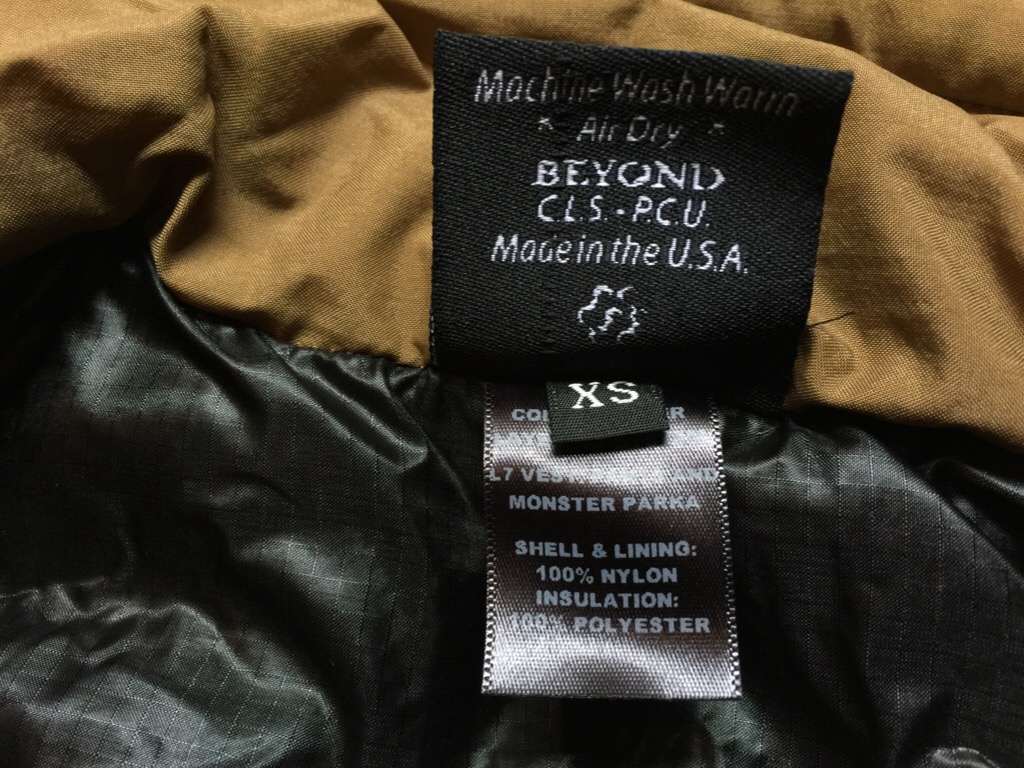 Machine Wash Warm
* Air Dry *
BEYOND
C.L.S. - P.C.U.
Made in the U.S.A.
XS
MONSTER PARKA
SHELL & LINING:
100% NYLON
INSULATION:
100% POLYESTER